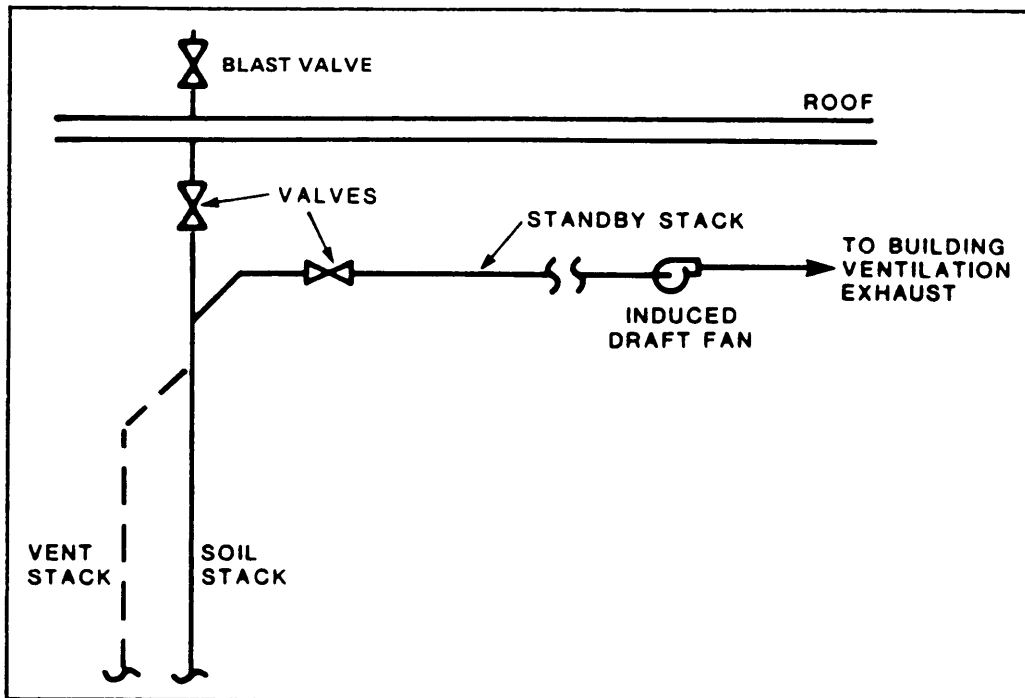 BLAST VALVE
ROOF
VALVES
STANDBY STACK
TO BUILDING
VENTILATION
EXHAUST
INDUCED
DRAFT FAN
VENT
STACK
SOIL
STACK